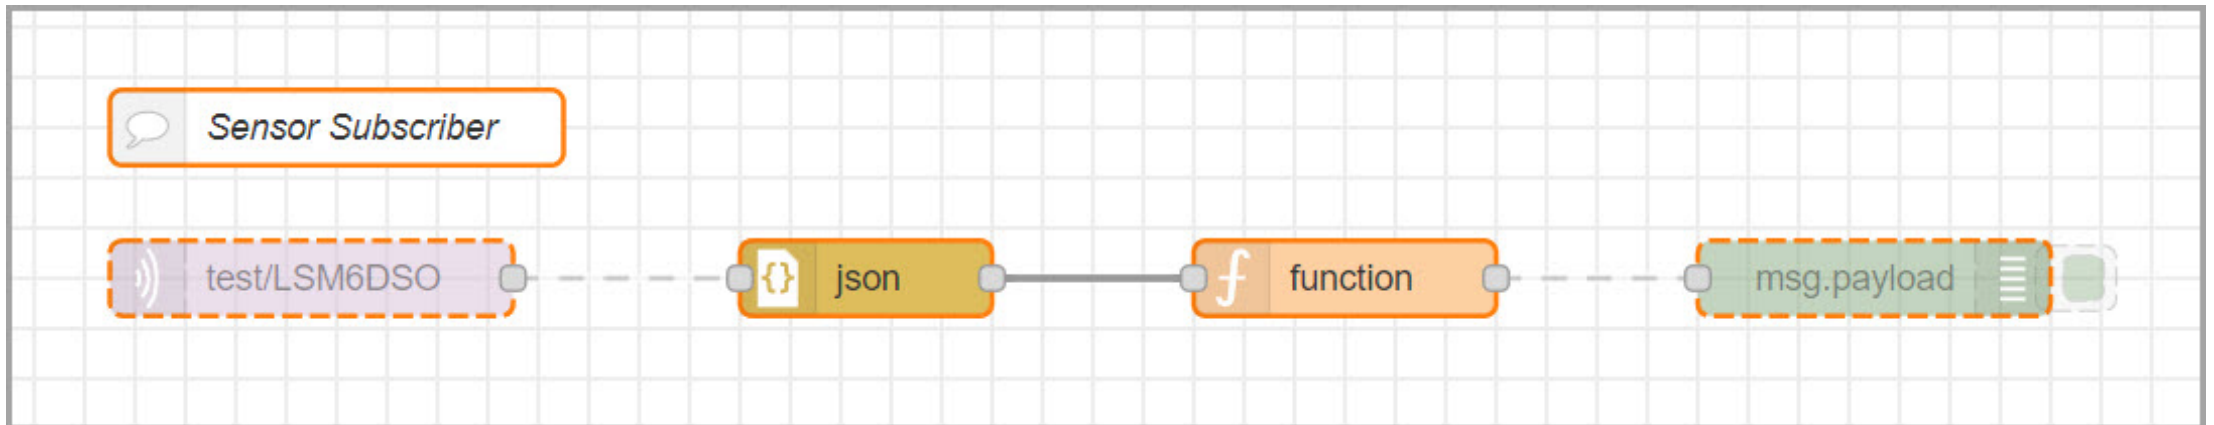 Sensor Subscriber
test/LSM6DSO
json
function
msg.payload